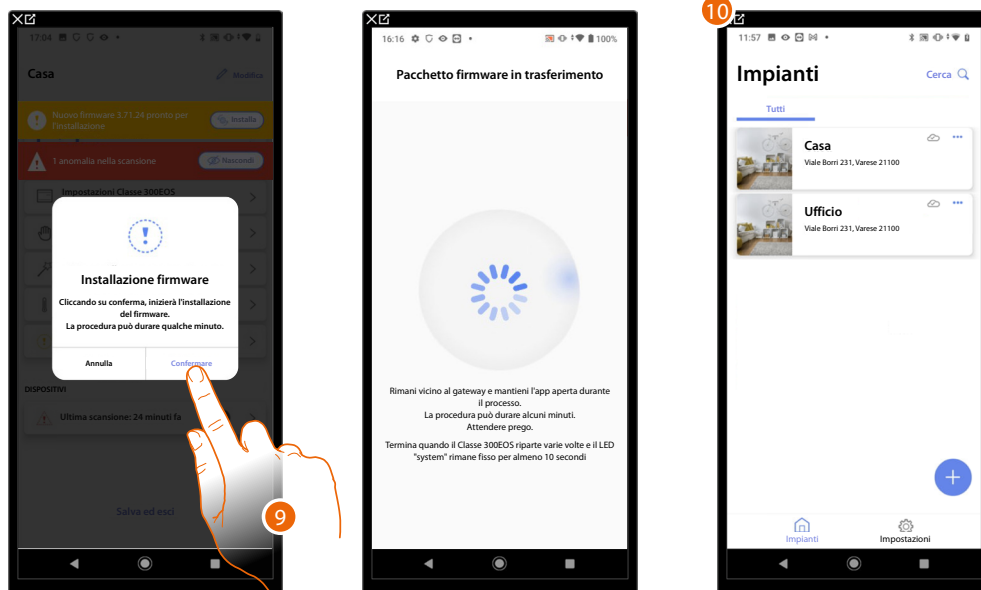 17:04
Casa
Modifica
Nuovo firmware 3.71.24 pronto per
l'installazione
Installa
1 anomalia nella scansione
Nascondi
Impostazioni Classe 300EOS
Installazione firmware
Cliccando su conferma, inizierà l'installazione
del firmware.
La procedura può durare qualche minuto.
Annulla
Confermare
DISPOSITIVI
Ultima scansione: 24 minuti fa
Salva ed esci
9
16:16
100%
Pacchetto firmware in trasferimento
Rimani vicino al gateway e mantieni l'app aperta durante
il processo.
La procedura può durare alcuni minuti.
Attendere prego.
Termina quando il Classe 300EOS riparte varie volte e il LED
"system" rimane fisso per almeno 10 secondi
10
11:57
Impianti
Cerca
Tutti
Casa
Viale Borri 231, Varese 21100
Ufficio
Viale Borri 231, Varese 21100
Impianti
Impostazioni